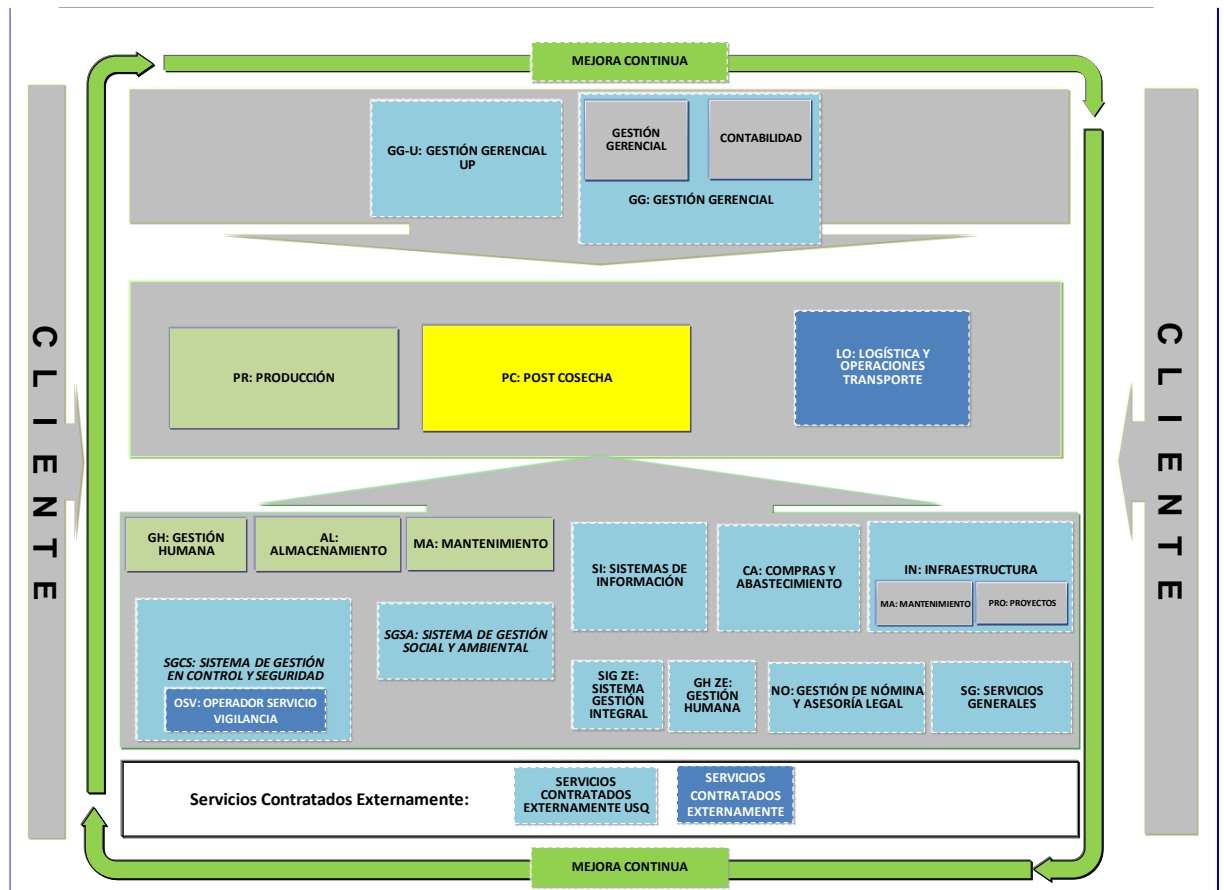 MEJORA CONTINUA
GG-U: GESTIÓN GERENCIAL
UP
GESTIÓN
GERENCIAL
CONTABILIDAD
GG: GESTIÓN GERENCIAL
CLIENTE
CLIENTE
PR: PRODUCCIÓN
PC: POST COSECHA
LO: LOGÍSTICA Y
OPERACIONES
TRANSPORTE
GH: GESTIÓN
HUMANA
AL:
ALMACENAMIENTO
MA: MANTENIMIENTO
SI: SISTEMAS DE
INFORMACIÓN
CA: COMPRAS Y
ABASTECIMIENTO
IN: INFRAESTRUCTURA
MA: MANTENIMIENTO
PRO: PROYECTOS
SGCS: SISTEMA DE GESTIÓN
EN CONTROL Y SEGURIDAD
OSV: OPERADOR SERVICIO
VIGILANCIA
SGSA: SISTEMA DE GESTIÓN
SOCIAL Y AMBIENTAL
SIG ZE:
SISTEMA
GESTIÓN
INTEGRAL
GH ZE:
GESTIÓN
HUMANA
NO: GESTIÓN DE NÓMINA
Y ASESORÍA LEGAL
SG: SERVICIOS
GENERALES
Servicios Contratados Externamente:
SERVICIOS
CONTRATADOS
EXTERNAMENTE USQ
SERVICIOS
CONTRATADOS
EXTERNAMENTE
MEJORA CONTINUA